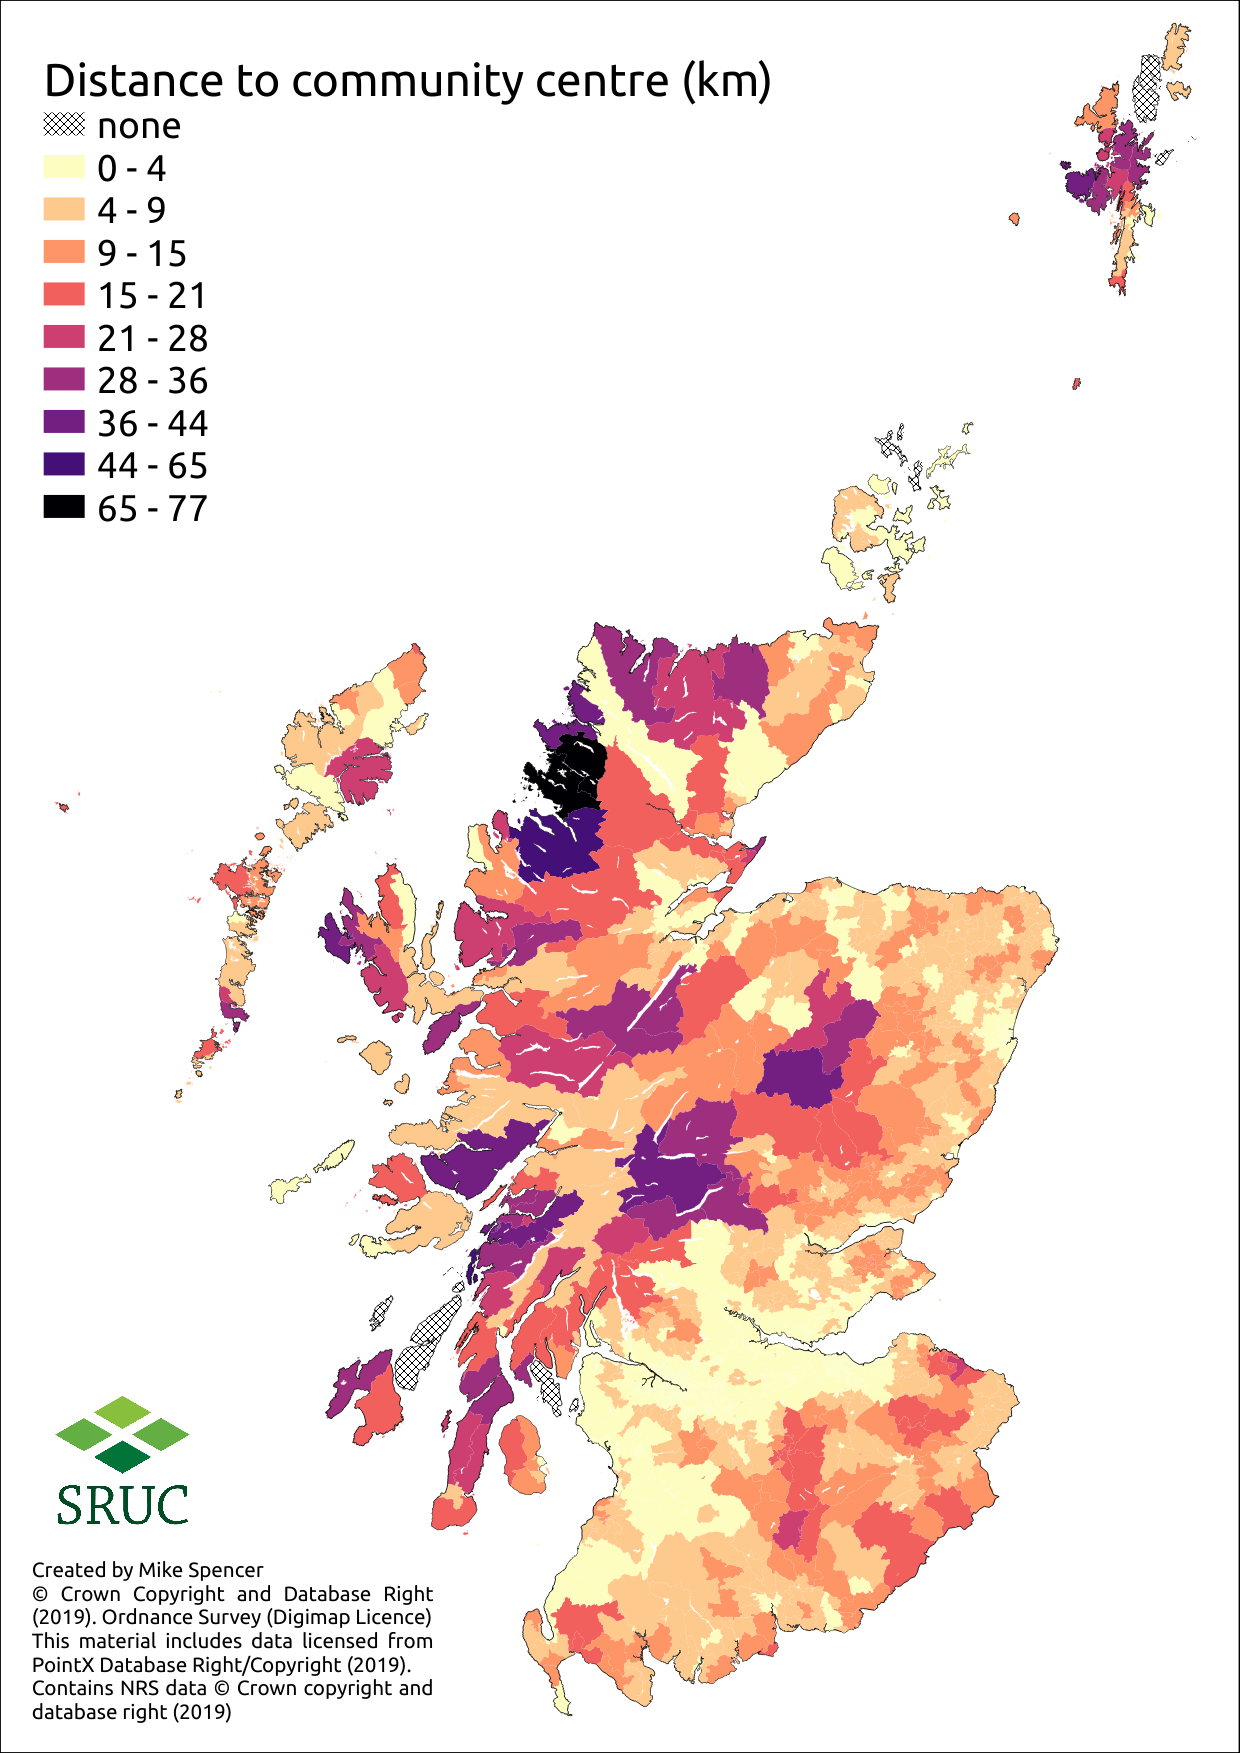 Distance to community centre (km)
none
0 - 4
4 - 9
9 - 15
15 - 21
21 - 28
28 - 36
36 - 44
44 - 65
65 - 77
SRUC
Created by Mike Spencer
© Crown Copyright and Database Right
(2019). Ordnance Survey (Digimap Licence)
This material includes data licensed from
PointX Database Right/Copyright (2019).
Contains NRS data © Crown copyright and
database right (2019)